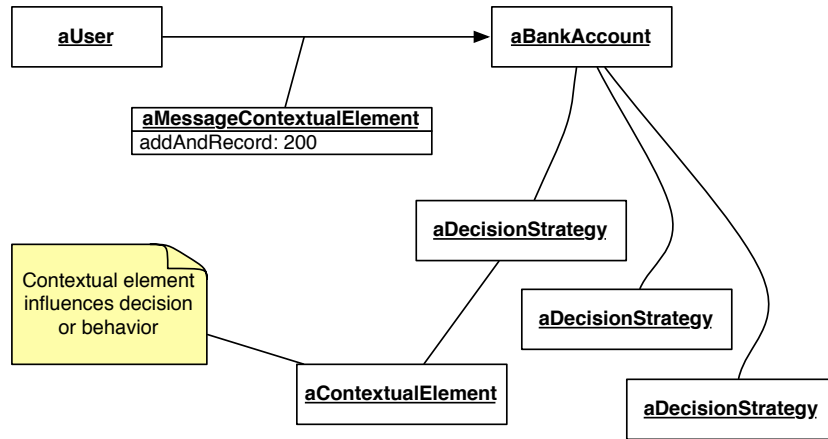 aUser
aBankAccount
aMessageContextualElement
addAndRecord: 200
aDecisionStrategy
Contextual element
influences decision
or behavior
aDecisionStrategy
aContextualElement
aDecisionStrategy